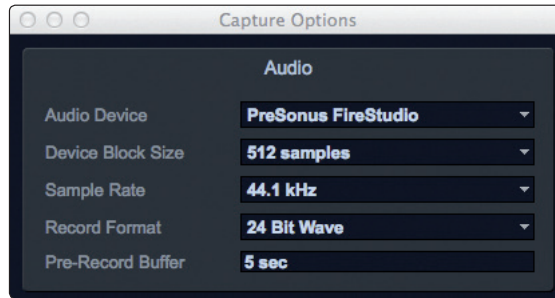 Capture Options
Audio
Audio Device PreSonus FireStudio
Device Block Size 512 samples
Sample Rate 44.1 kHz
Record Format 24 Bit Wave
Pre-Record Buffer 5 sec